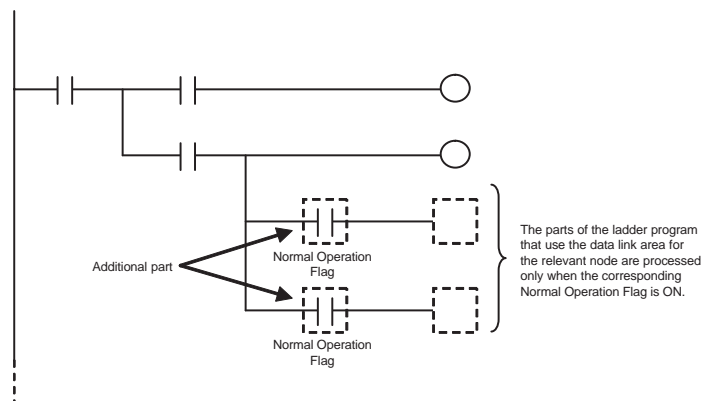 Additional part
Normal Operation
Flag
Normal Operation
Flag
The parts of the ladder program
that use the data link area for
the relevant node are processed
only when the corresponding
Normal Operation Flag is ON.